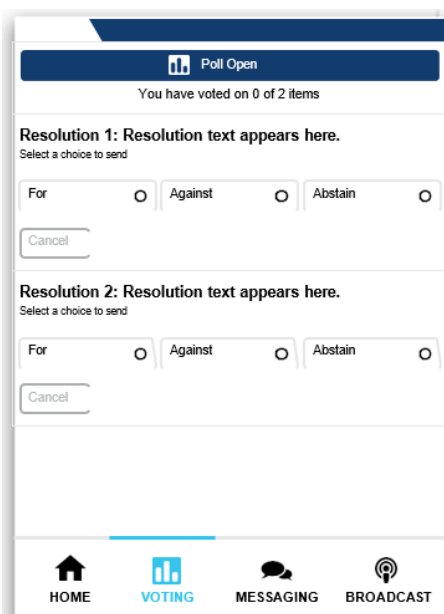 Poll Open
You have voted on 0 of 2 items
Resolution 1: Resolution text appears here.
Select a choice to send
For Against Abstain
Cancel
Resolution 2: Resolution text appears here.
Select a choice to send
For Against Abstain
Cancel
HOME VOTING MESSAGING BROADCAST